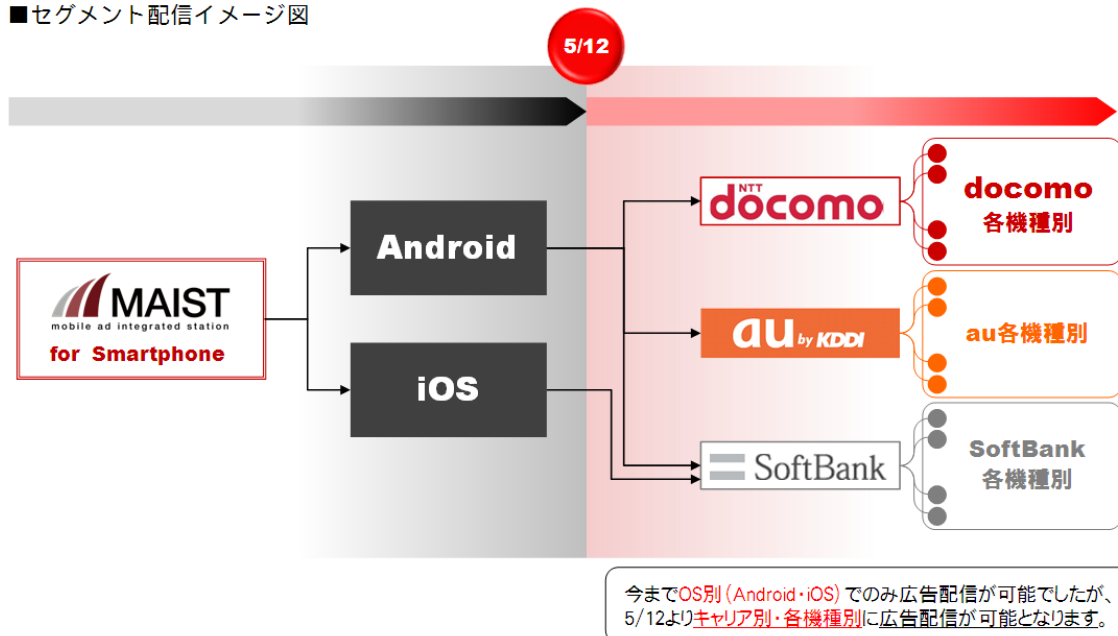 ■セグメント配信イメージ図
5/12
NTT
docomo
docomo
各機種別
Android
MAIST
mobile ad integrated station
for Smartphone
au by KDDI
au各機種別
iOS
SoftBank
SoftBank
各機種別
今までOS別(Android・iOS)でのみ広告配信が可能でしたが、
5/12よりキャリア別・各機種別に広告配信が可能となります。